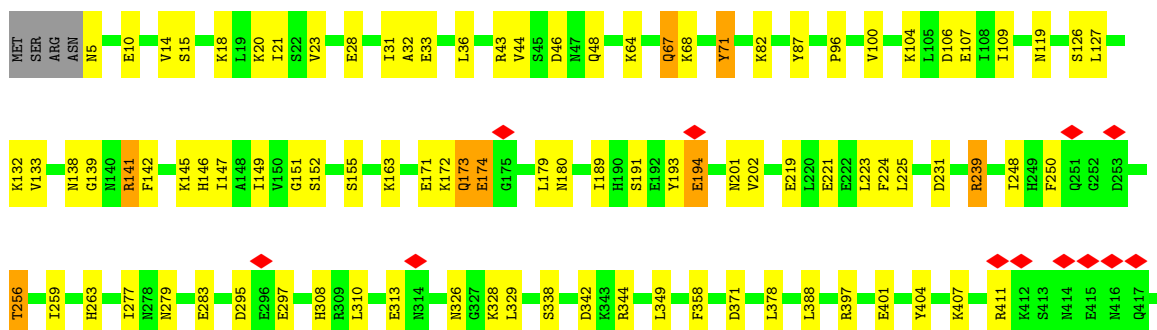 MET SER ARG ASN N5 E10 V14 S15 K18 L19 K20 I21 S22 V23 E28 I31 A32 E33 L36 R43 V44 S45 D46 N47 Q48 K64 Q67 K68 Y71 K82 Y87 P96 V100 K104 L105 D106 E107 I108 I109 N119 S126 L127
K132 V133 N138 G139 N140 R141 F142 K145 H146 I147 A148 I149 V150 G151 S152 S155 K163 E171 K172 Q173 E174 G175 L179 N180 I189 H190 S191 E192 Y193 E194 N201 V202 E219 L220 E221 E222 L223 F224 L225 D231 R239 I248 H249 F250 Q251 G252 D253
T256 I259 H263 I277 N278 N279 E283 D295 E296 E297 H308 R309 L310 E313 N314 N326 G327 K328 L329 S338 D342 K343 R344 L349 F358 D371 L378 L388 R397 E401 Y404 K407 R411 K412 S413 N414 E415 N416 Q417